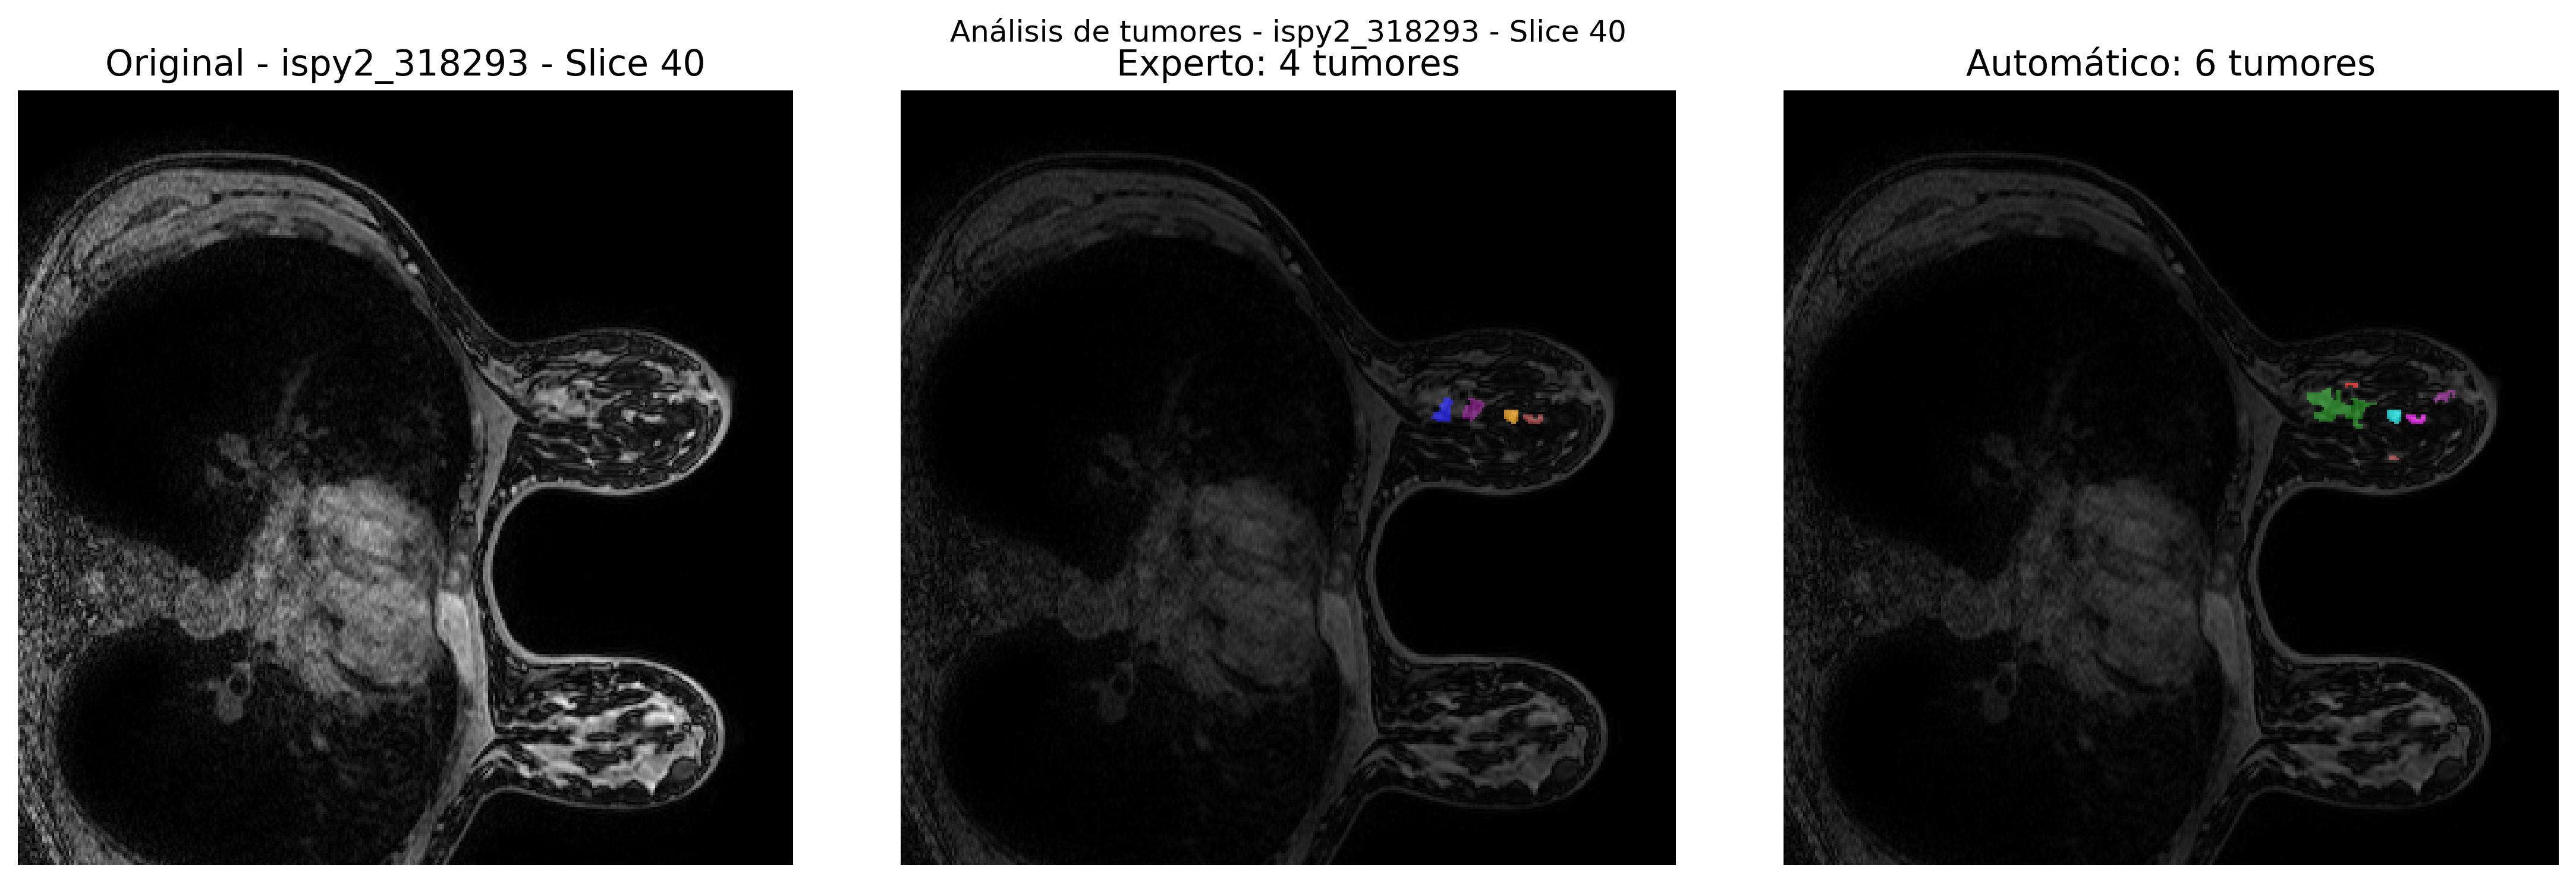 Análisis de tumores - ispy2_318293 - Slice 40
Original - ispy2_318293 - Slice 40
Experto: 4 tumores
Automático: 6 tumores